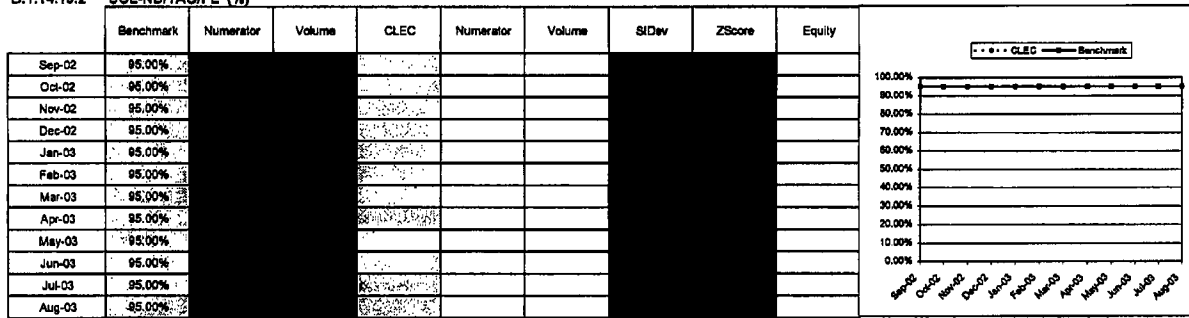 Benchmark Numerator Volume CLEC Numerator Volume StDev ZScore Equity
Sep-02 95.00%
Oct-02 95.00%
Nov-02 95.00%
Dec-02 95.00%
Jan-03 95.00%
Feb-03 95.00%
Mar-03 95.00%
Apr-03 95.00%
May-03 95.00%
Jun-03 95.00%
Jul-03 95.00%
Aug-03 95.00%
CLEC Benchmark
100.00%
90.00%
80.00%
70.00%
60.00%
50.00%
40.00%
30.00%
20.00%
10.00%
0.00%
Sep-02 Oct-02 Nov-02 Dec-02 Jan-03 Feb-03 Mar-03 Apr-03 May-03 Jun-03 Jul-03 Aug-03